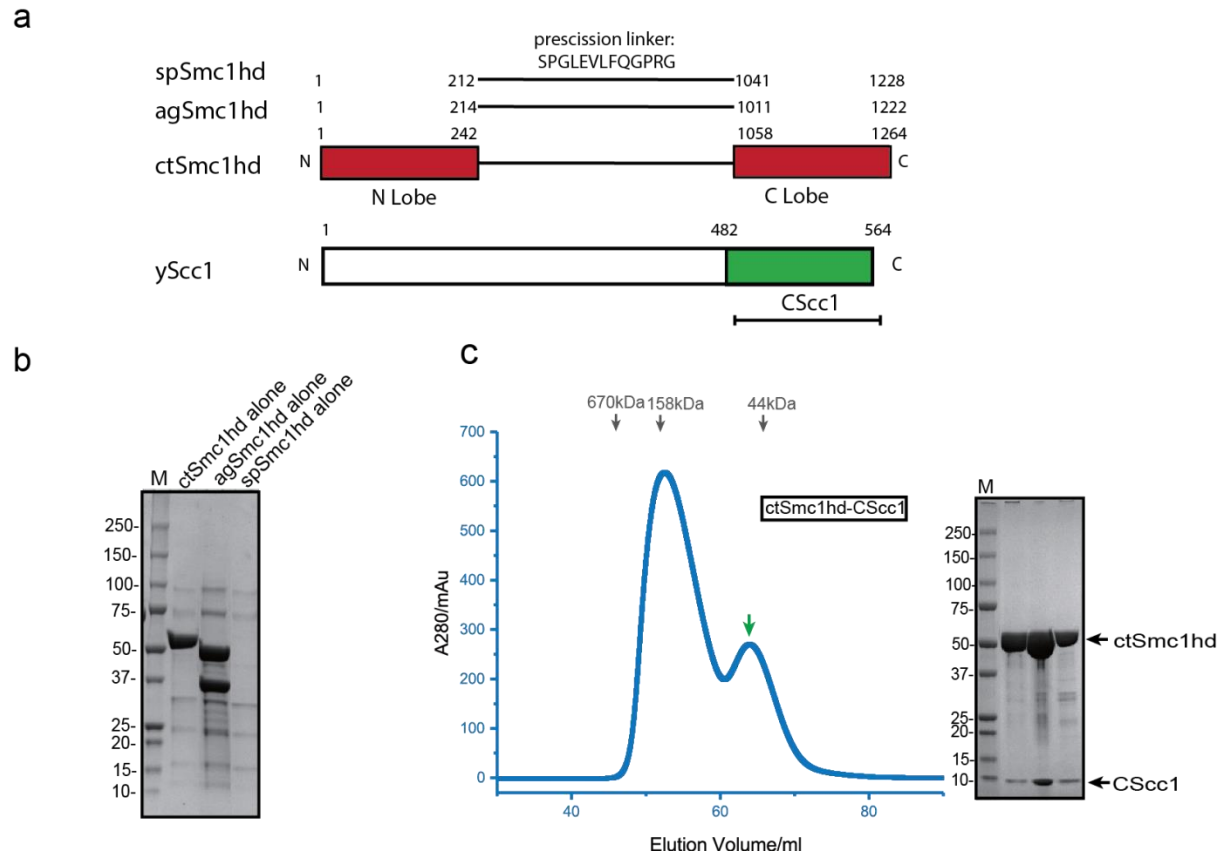 a
prescission linker:
SPGLEVLFQGPRG
spSmc1hd 1 212 1041 1228
agSmc1hd 1 214 1011 1222
1 242 1058 1264
ctSmc1hd N C
N Lobe C Lobe
1 482 564
yScc1 N C
CScc1
b
M ctSmc1hd alone agSmc1hd alone spSmc1hd alone
250-
150-
100-
75-
50-
37-
25-
20-
15-
10-
c
670kDa 158kDa 44kDa
700
600
500
400
300
200
100
0
A280/mAu
ctSmc1hd-CScc1
40 60 80
Elution Volume/ml
M
250-
150-
100-
75-
50-
37-
25-
20-
15-
10-
ctSmc1hd
CScc1